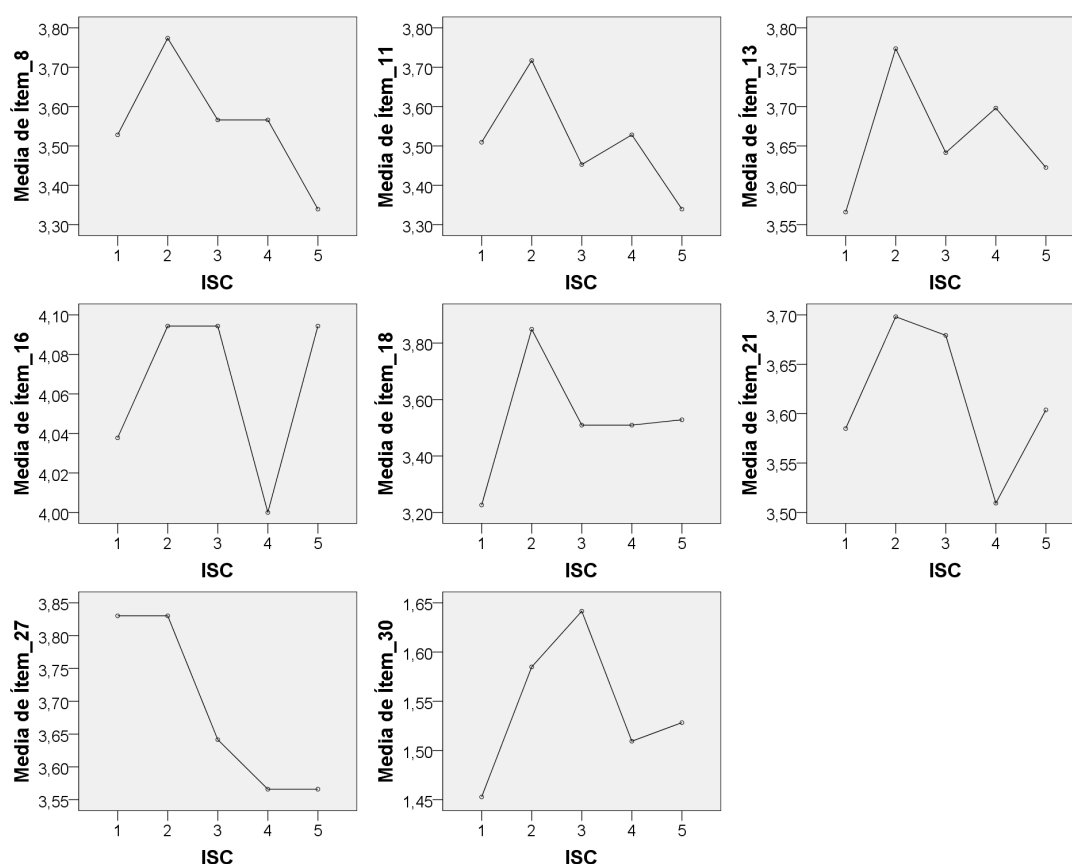 Media de Ítem_8
3,80
3,70
3,60
3,50
3,40
3,30
1 2 3 4 5
ISC
Media de Ítem_11
3,80
3,70
3,60
3,50
3,40
3,30
1 2 3 4 5
ISC
Media de Ítem_13
3,80
3,75
3,70
3,65
3,60
3,55
1 2 3 4 5
ISC
Media de Ítem_16
4,10
4,08
4,06
4,04
4,02
4,00
1 2 3 4 5
ISC
Media de Ítem_18
3,80
3,60
3,40
3,20
1 2 3 4 5
ISC
Media de Ítem_21
3,70
3,65
3,60
3,55
3,50
1 2 3 4 5
ISC
Media de Ítem_27
3,85
3,80
3,75
3,70
3,65
3,60
3,55
1 2 3 4 5
ISC
Media de Ítem_30
1,65
1,60
1,55
1,50
1,45
1 2 3 4 5
ISC